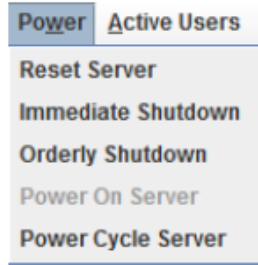 Power Active Users
Reset Server
Immediate Shutdown
Orderly Shutdown
Power On Server
Power Cycle Server